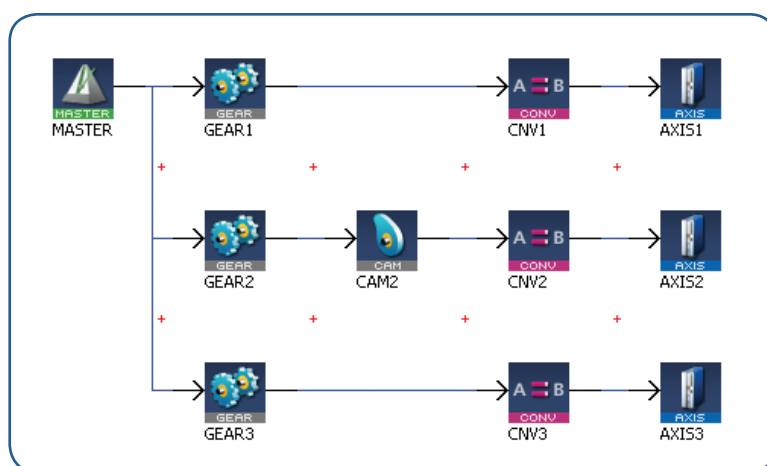 A B
MASTER GEAR CONV AXIS
MASTER GEAR1 CNV1 AXIS1
A B
GEAR CAM CONV AXIS
GEAR2 CAM2 CNV2 AXIS2
A B
GEAR CONV AXIS
GEAR3 CNV3 AXIS3